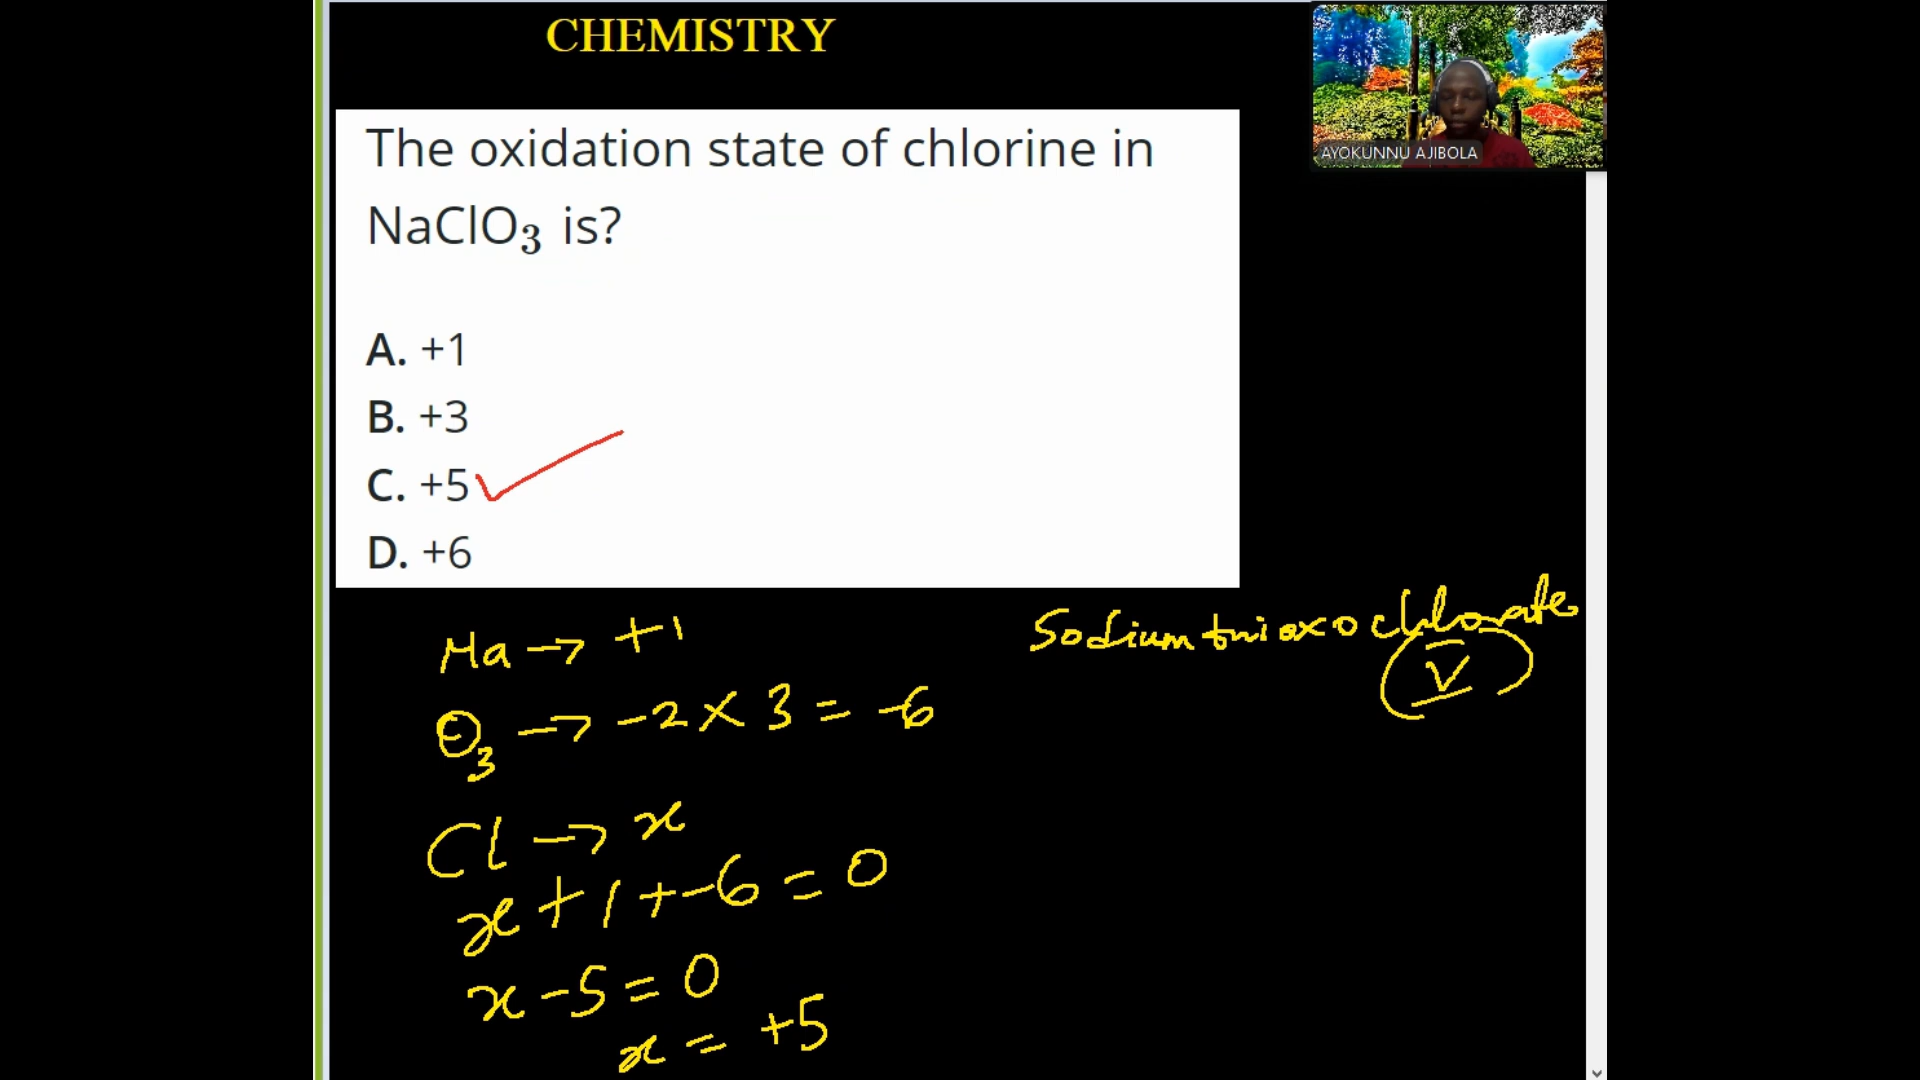 CHEMISTRY
AYOKUNNU AJIBOLA
The oxidation state of chlorine in
NaClO₃ is?
A. +1
B. +3
C. +5
D. +6
Na → +1
O₃ → -2 × 3 = -6
Cl → x
x + 1 + -6 = 0
x - 5 = 0
x = +5
Sodium trioxochlorate
(V)